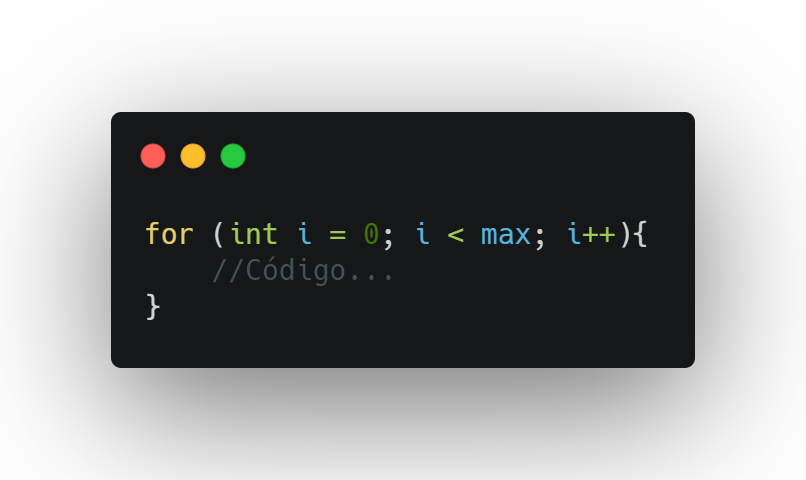 for (int i = 0; i < max; i++){
    //Código...
}